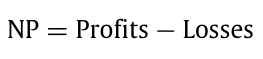 NP = Profits − Losses